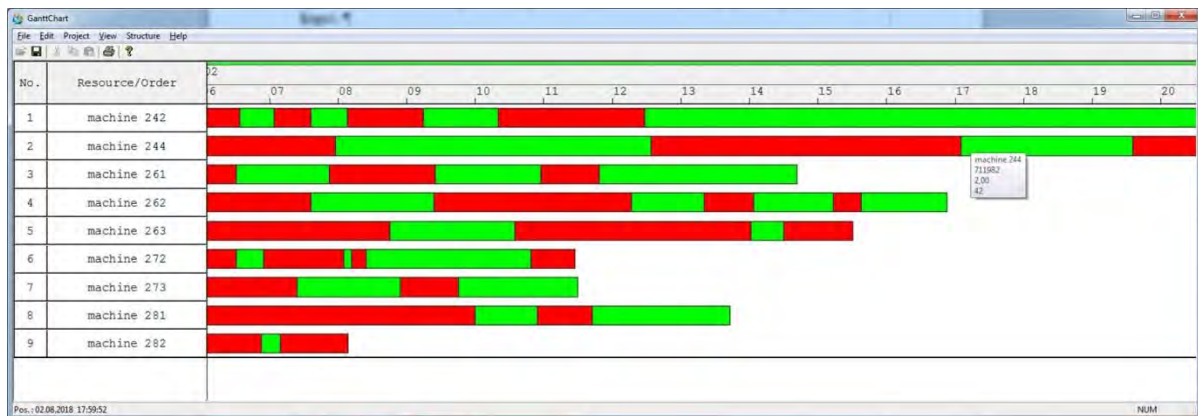 GanttChart
File Edit Project View Structure Help
No. Resource/Order
02
6 07 08 09 10 11 12 13 14 15 16 17 18 19 20
1 machine 242
2 machine 244
3 machine 261
4 machine 262
5 machine 263
6 machine 272
7 machine 273
8 machine 281
9 machine 282
machine 244
711982
2,00
42
Pos.: 02.08.2018 17:59:52 NUM